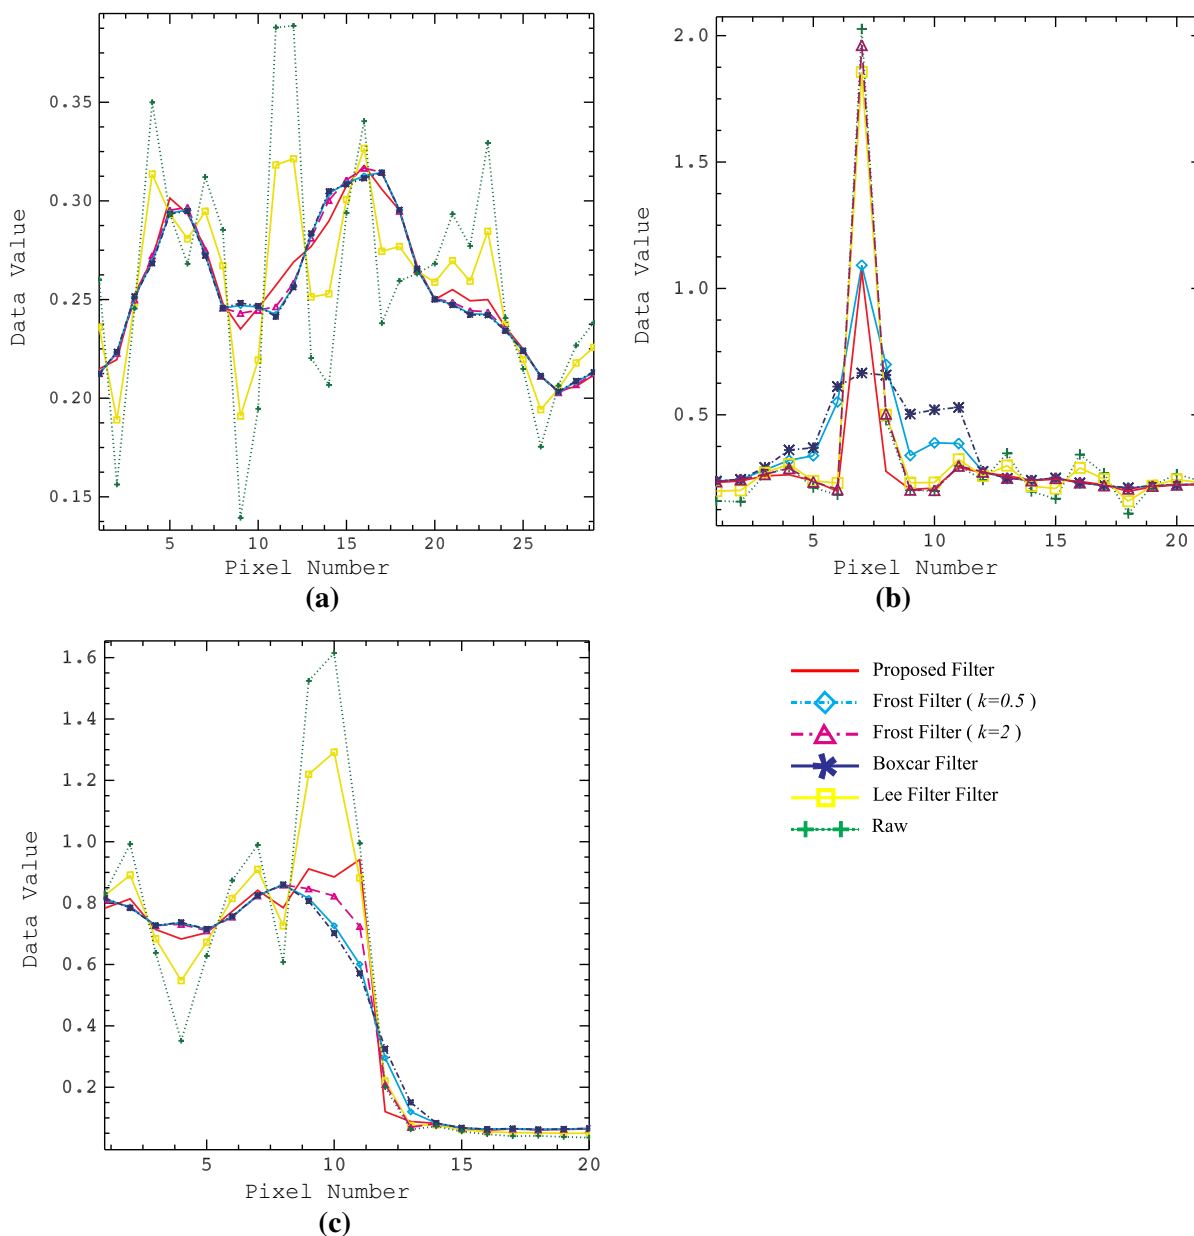 0.35
0.30
0.25
0.20
0.15
Data Value
5 10 15 20 25
Pixel Number
(a)
2.0
1.5
1.0
0.5
Data Value
5 10 15 20
Pixel Number
(b)
1.6
1.4
1.2
1.0
0.8
0.6
0.4
0.2
Data Value
5 10 15 20
Pixel Number
(c)
Proposed Filter
Frost Filter ( k=0.5 )
Frost Filter ( k=2 )
Boxcar Filter
Lee Filter Filter
Raw